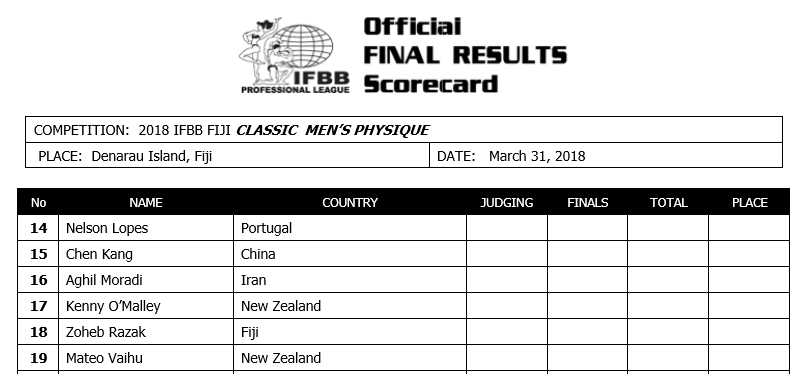 Official
FINAL RESULTS
Scorecard
IFBB
PROFESSIONAL LEAGUE
COMPETITION: 2018 IFBB FIJI CLASSIC MEN'S PHYSIQUE
PLACE: Denarau Island, Fiji DATE: March 31, 2018
No NAME COUNTRY JUDGING FINALS TOTAL PLACE
14 Nelson Lopes Portugal
15 Chen Kang China
16 Aghil Moradi Iran
17 Kenny O'Malley New Zealand
18 Zoheb Razak Fiji
19 Mateo Vaihu New Zealand